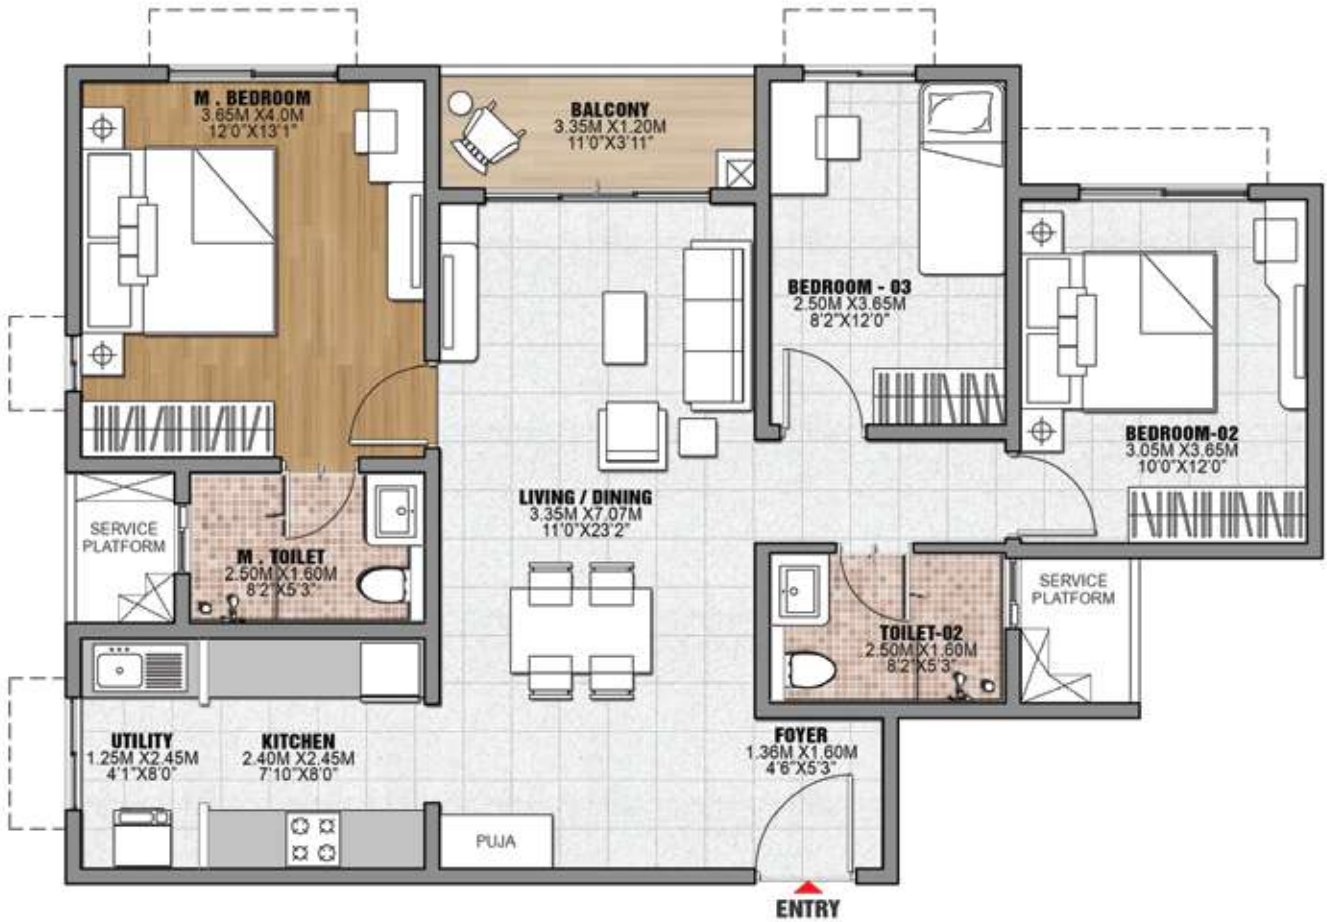 M . BEDROOM
3.65M X4.0M
12'0"X13'1"
BALCONY
3.35M X1.20M
11'0"X3'11"
BEDROOM - 03
2.50M X3.65M
8'2"X12'0"
BEDROOM-02
3.05M X3.65M
10'0"X12'0"
LIVING / DINING
3.35M X7.07M
11'0"X23'2"
SERVICE
PLATFORM
M . TOILET
2.50M X1.60M
8'2"X5'3"
SERVICE
PLATFORM
TOILET-02
2.50M X1.60M
8'2"X5'3"
UTILITY
1.25M X2.45M
4'1"X8'0"
KITCHEN
2.40M X2.45M
7'10"X8'0"
FOYER
1.36M X1.60M
4'6"X5'3"
PUJA
ENTRY